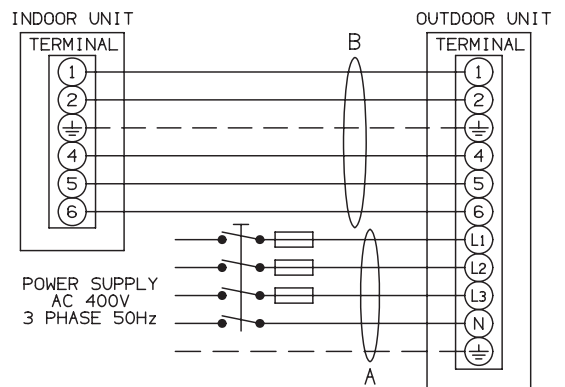 INDOOR UNIT
TERMINAL
1
2
4
5
6
OUTDOOR UNIT
TERMINAL
1
2
4
5
6
L1
L2
L3
N
B
A
POWER SUPPLY
AC 400V
3 PHASE 50Hz